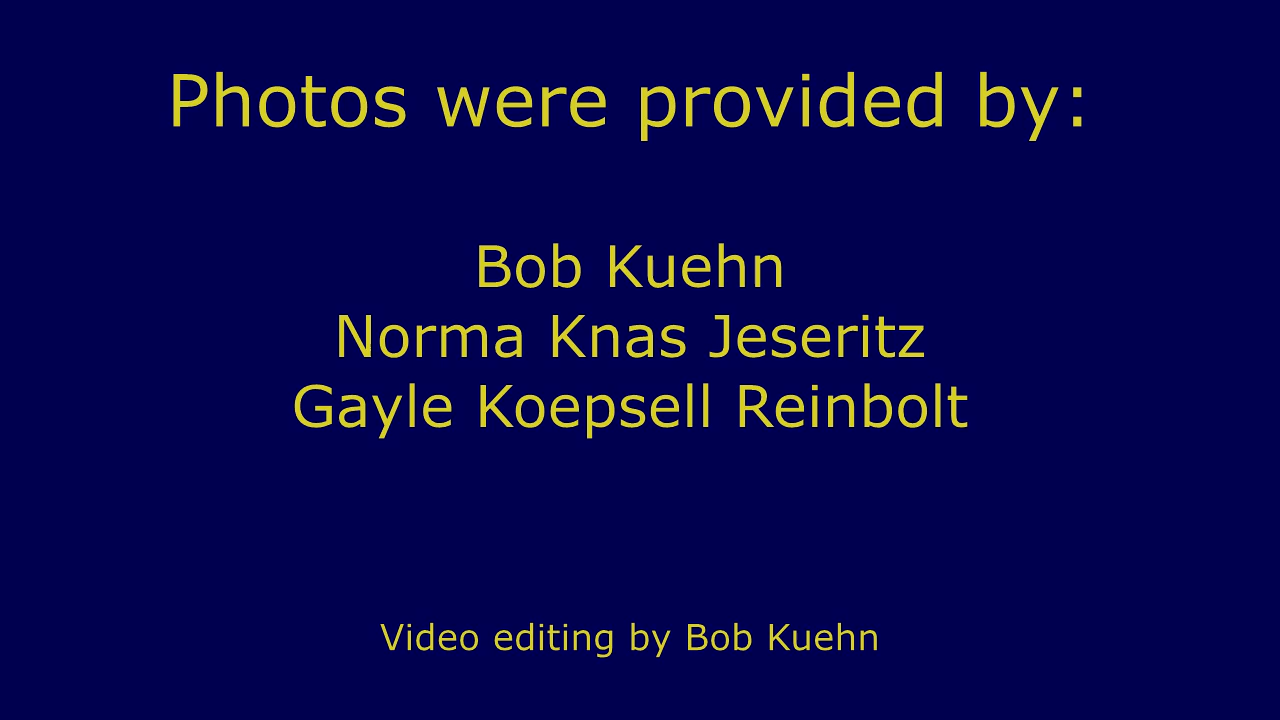 Photos were provided by:
Bob Kuehn
Norma Knas Jeseritz
Gayle Koepsell Reinbolt
Video editing by Bob Kuehn